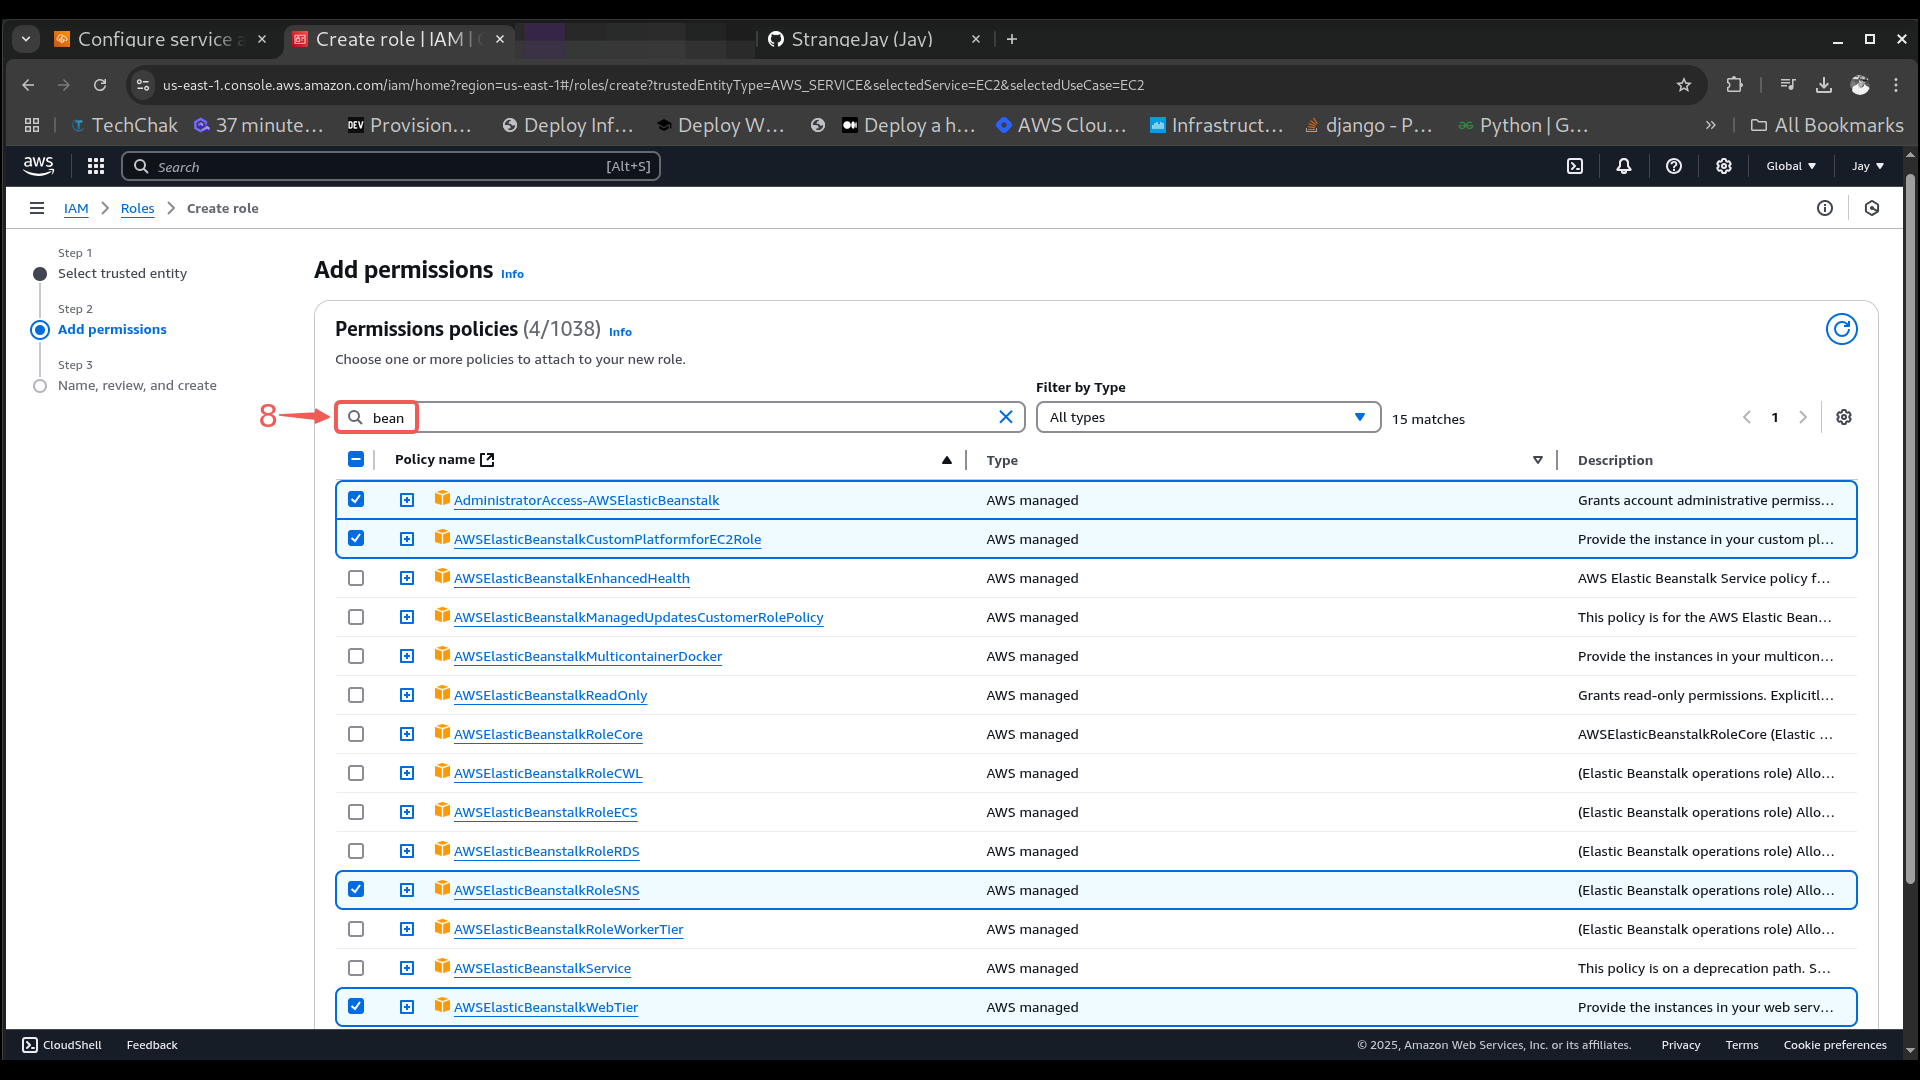 Configure service a
Create role | IAM |
StrangeJay (Jay)
us-east-1.console.aws.amazon.com/iam/home?region=us-east-1#/roles/create?trustedEntityType=AWS_SERVICE&selectedService=EC2&selectedUseCase=EC2
TechChak
37 minute...
DEV Provision...
Deploy Inf...
Deploy W...
Deploy a h...
AWS Clou...
Infrastruct...
django - P...
Python | G...
»
All Bookmarks
aws
Search [Alt+S]
Global
Jay
IAM > Roles > Create role
Step 1
Select trusted entity
Step 2
Add permissions
Step 3
Name, review, and create
Add permissions Info
Permissions policies (4/1038) Info
Choose one or more policies to attach to your new role.
Filter by Type
8 bean
All types
15 matches
1
Policy name Type Description
AdministratorAccess-AWSElasticBeanstalk AWS managed Grants account administrative permiss...
AWSElasticBeanstalkCustomPlatformforEC2Role AWS managed Provide the instance in your custom pl...
AWSElasticBeanstalkEnhancedHealth AWS managed AWS Elastic Beanstalk Service policy f...
AWSElasticBeanstalkManagedUpdatesCustomerRolePolicy AWS managed This policy is for the AWS Elastic Bean...
AWSElasticBeanstalkMulticontainerDocker AWS managed Provide the instances in your multicon...
AWSElasticBeanstalkReadOnly AWS managed Grants read-only permissions. Explicitl...
AWSElasticBeanstalkRoleCore AWS managed AWSElasticBeanstalkRoleCore (Elastic ...
AWSElasticBeanstalkRoleCWL AWS managed (Elastic Beanstalk operations role) Allo...
AWSElasticBeanstalkRoleECS AWS managed (Elastic Beanstalk operations role) Allo...
AWSElasticBeanstalkRoleRDS AWS managed (Elastic Beanstalk operations role) Allo...
AWSElasticBeanstalkRoleSNS AWS managed (Elastic Beanstalk operations role) Allo...
AWSElasticBeanstalkRoleWorkerTier AWS managed (Elastic Beanstalk operations role) Allo...
AWSElasticBeanstalkService AWS managed This policy is on a deprecation path. S...
AWSElasticBeanstalkWebTier AWS managed Provide the instances in your web serv...
CloudShell Feedback © 2025, Amazon Web Services, Inc. or its affiliates. Privacy Terms Cookie preferences